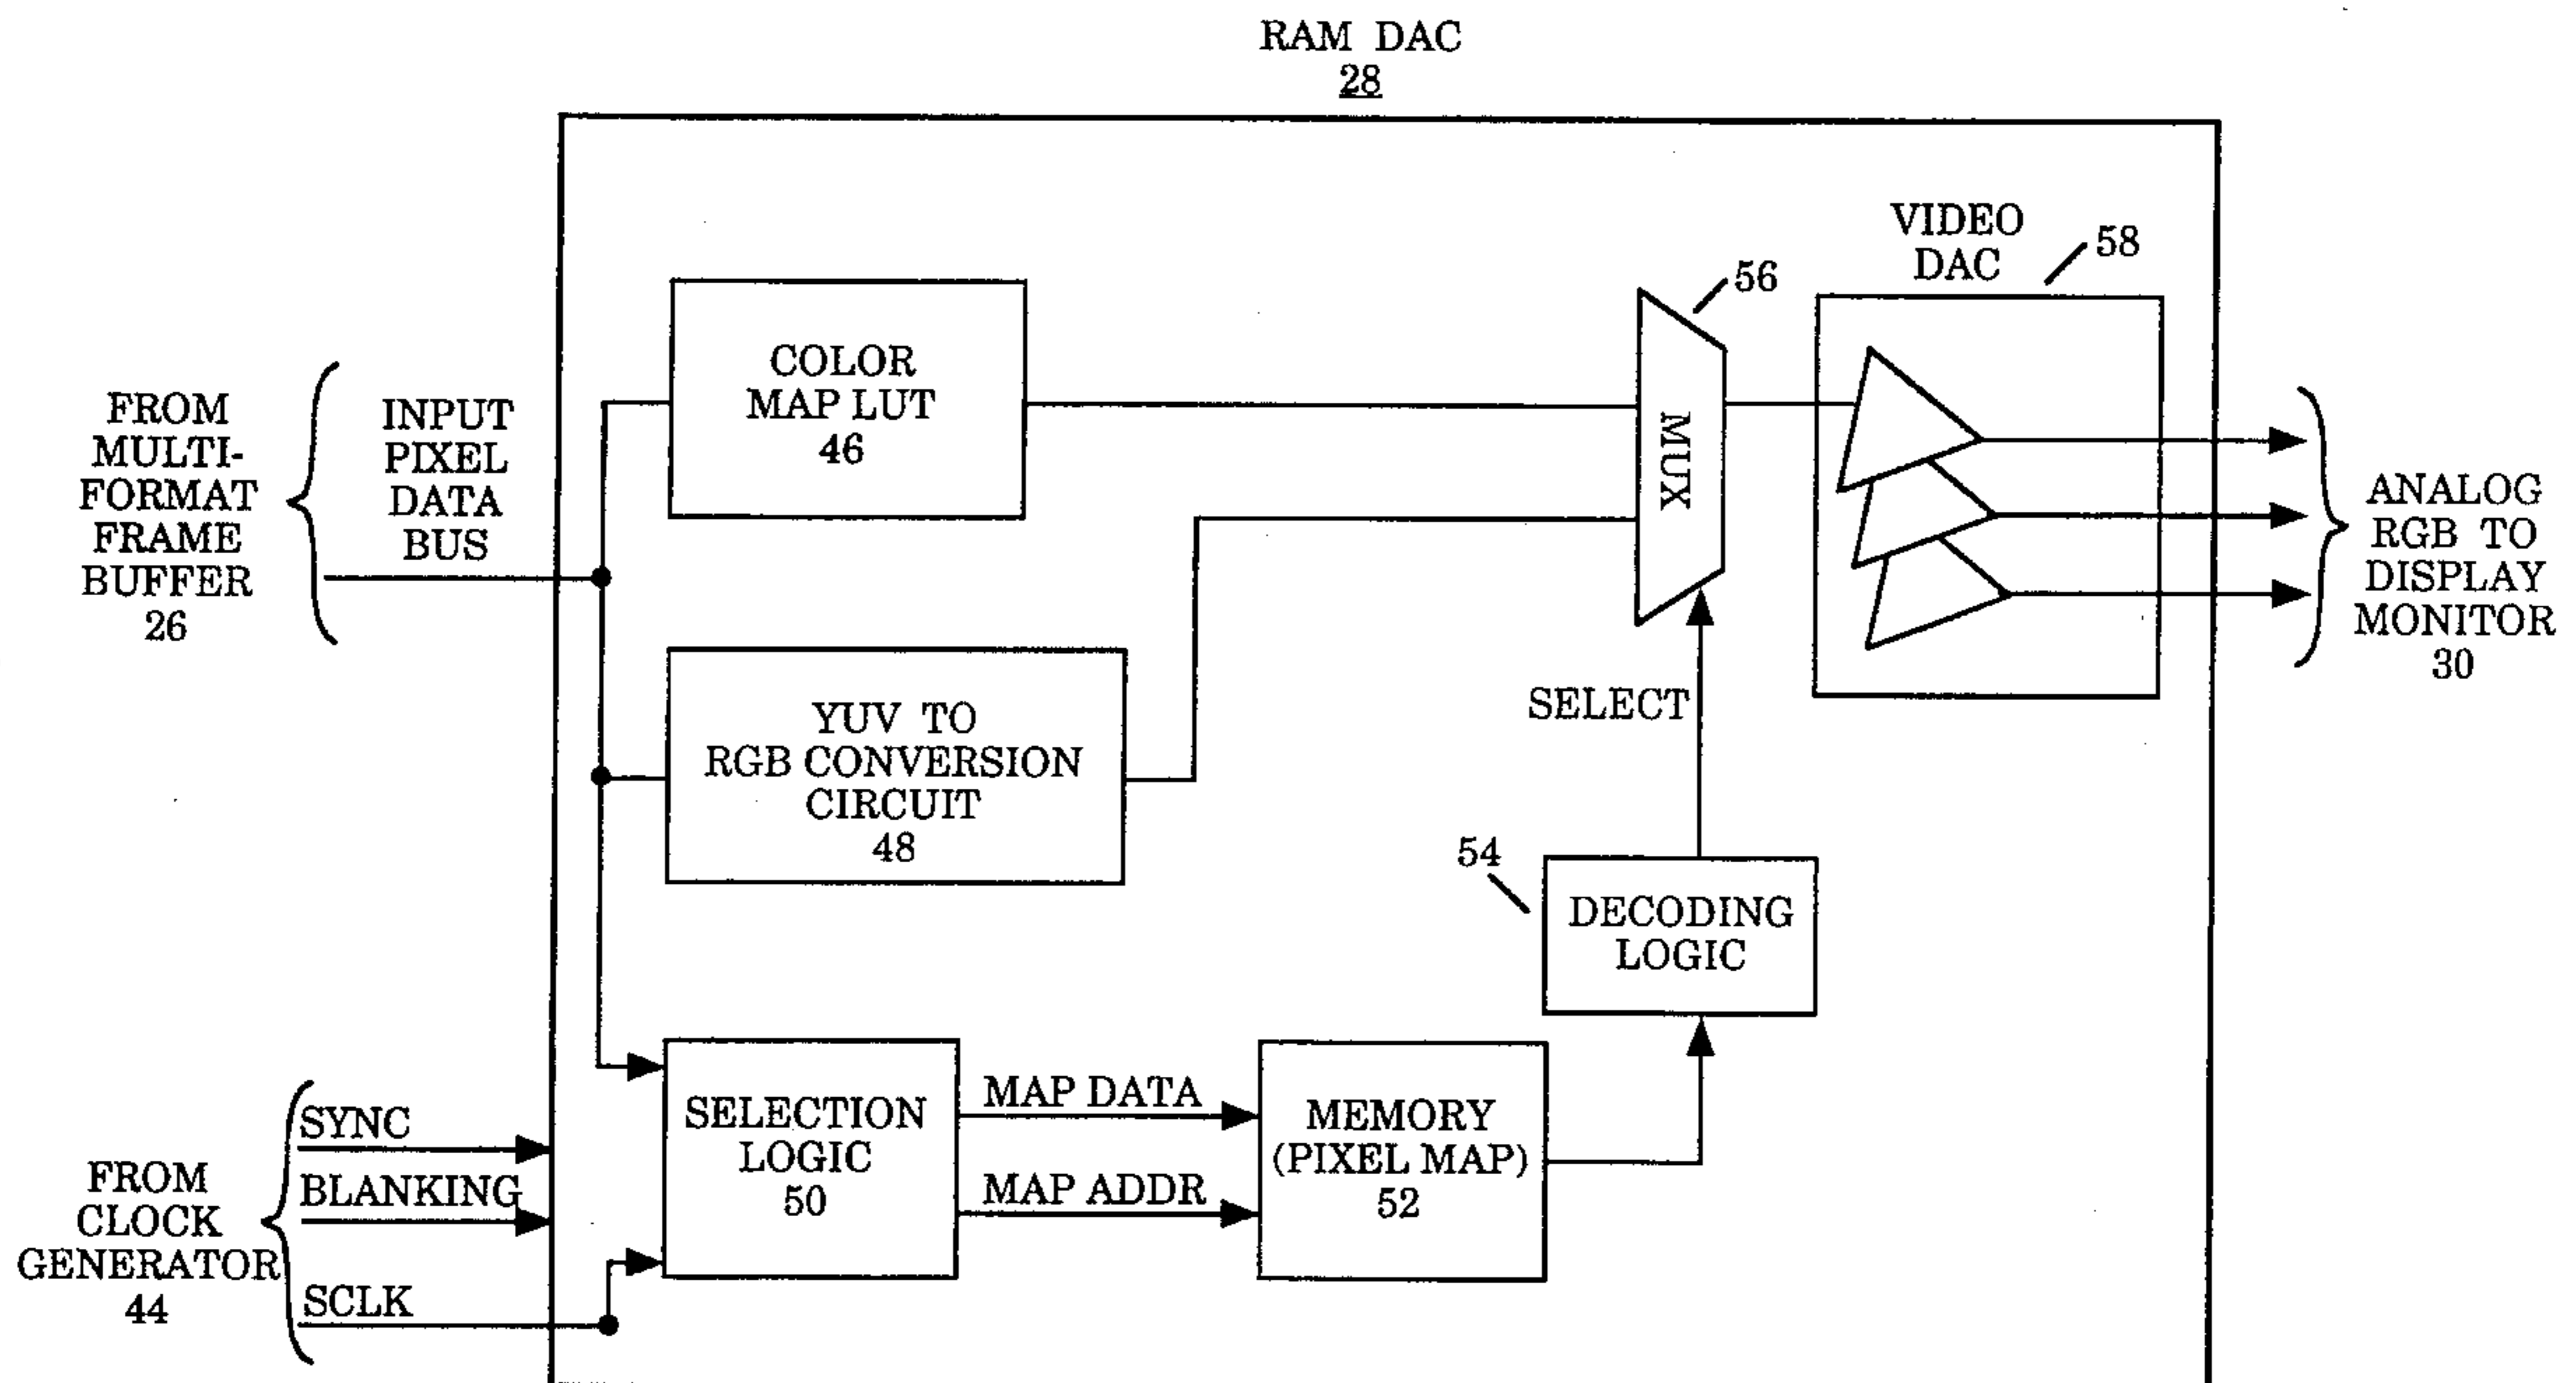 RAM DAC
28
FROM
MULTI-
FORMAT
FRAME
BUFFER
26
INPUT
PIXEL
DATA
BUS
COLOR
MAP LUT
46
YUV TO
RGB CONVERSION
CIRCUIT
48
MUX
56
VIDEO
DAC
58
ANALOG
RGB TO
DISPLAY
MONITOR
30
SELECT
54
DECODING
LOGIC
FROM
CLOCK
GENERATOR
44
SYNC
BLANKING
SCLK
SELECTION
LOGIC
50
MAP DATA
MAP ADDR
MEMORY
(PIXEL MAP)
52